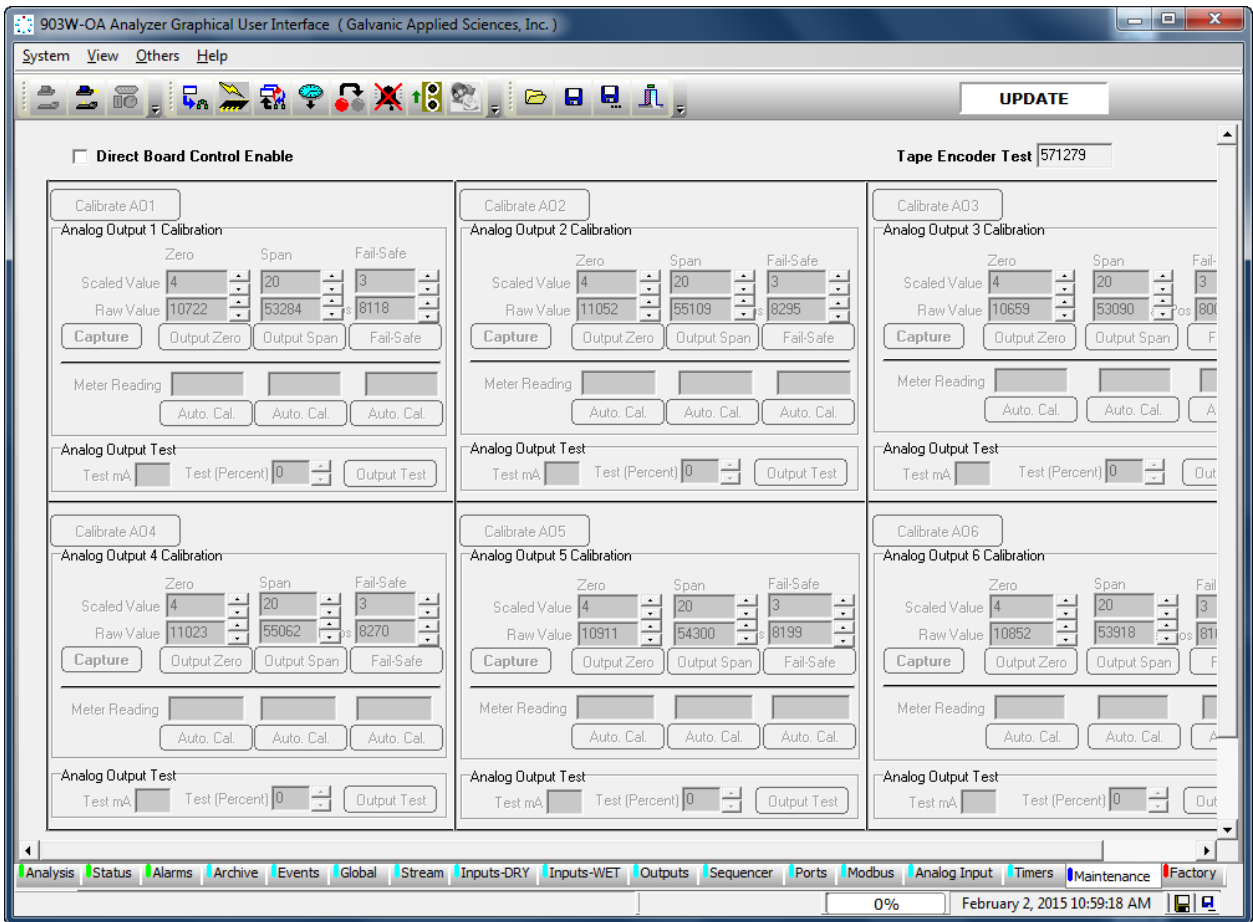 903W-OA Analyzer Graphical User Interface ( Galvanic Applied Sciences, Inc. )
System View Others Help
UPDATE
Direct Board Control Enable
Tape Encoder Test 571279
Calibrate AO1
Analog Output 1 Calibration
Zero Span Fail-Safe
Scaled Value 4 20 3
Raw Value 10722 53284 s 8118
Capture Output Zero Output Span Fail-Safe
Meter Reading
Auto. Cal. Auto. Cal. Auto. Cal.
Analog Output Test
Test mA Test (Percent) 0 Output Test
Calibrate AO2
Analog Output 2 Calibration
Zero Span Fail-Safe
Scaled Value 4 20 3
Raw Value 11052 55109 s 8295
Capture Output Zero Output Span Fail-Safe
Meter Reading
Auto. Cal. Auto. Cal. Auto. Cal.
Analog Output Test
Test mA Test (Percent) 0 Output Test
Calibrate AO3
Analog Output 3 Calibration
Zero Span Fail-
Scaled Value 4 20 3
Raw Value 10659 53090 os 800
Capture Output Zero Output Span F
Meter Reading
Auto. Cal. Auto. Cal. A
Analog Output Test
Test mA Test (Percent) 0 Out
Calibrate AO4
Analog Output 4 Calibration
Zero Span Fail-Safe
Scaled Value 4 20 3
Raw Value 11023 55062 os 8270
Capture Output Zero Output Span Fail-Safe
Meter Reading
Auto. Cal. Auto. Cal. Auto. Cal.
Analog Output Test
Test mA Test (Percent) 0 Output Test
Calibrate AO5
Analog Output 5 Calibration
Zero Span Fail-Safe
Scaled Value 4 20 3
Raw Value 10911 54300 s 8199
Capture Output Zero Output Span Fail-Safe
Meter Reading
Auto. Cal. Auto. Cal. Auto. Cal.
Analog Output Test
Test mA Test (Percent) 0 Output Test
Calibrate AO6
Analog Output 6 Calibration
Zero Span Fail
Scaled Value 4 20 3
Raw Value 10852 53918 os 810
Capture Output Zero Output Span F
Meter Reading
Auto. Cal. Auto. Cal. A
Analog Output Test
Test mA Test (Percent) 0 Out
Analysis Status Alarms Archive Events Global Stream Inputs-DRY Inputs-WET Outputs Sequencer Ports Modbus Analog Input Timers Maintenance Factory
0% February 2, 2015 10:59:18 AM